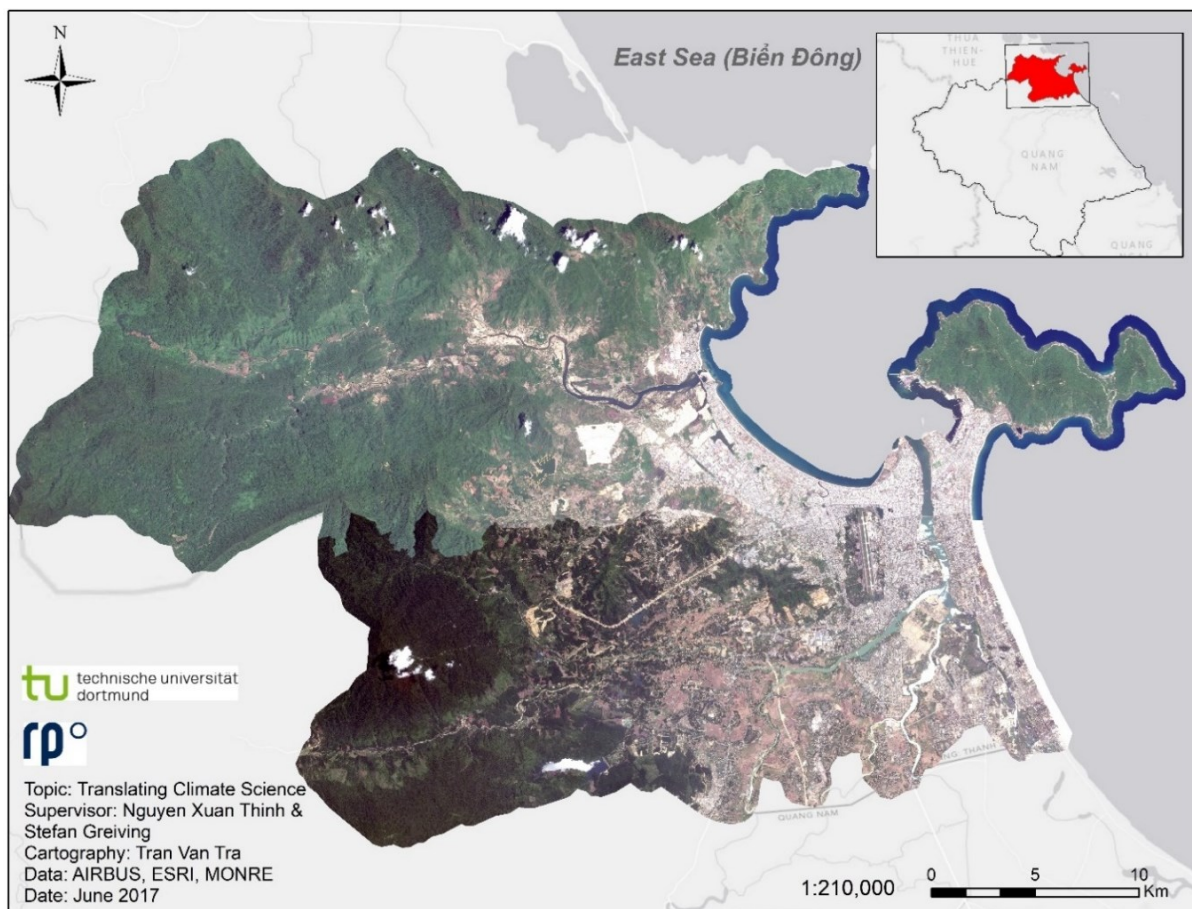 N
East Sea (Biển Đông)
THUA
THIEN-
HUE
QUANG
NAM
QUANG
technische universität
dortmund
tu
rp
Topic: Translating Climate Science
Supervisor: Nguyen Xuan Thinh &
Stefan Greiving
Cartography: Tran Van Tra
Data: AIRBUS, ESRI, MONRE
Date: June 2017
QUANG NAM
THANH
1:210,000
0 5 10
Km